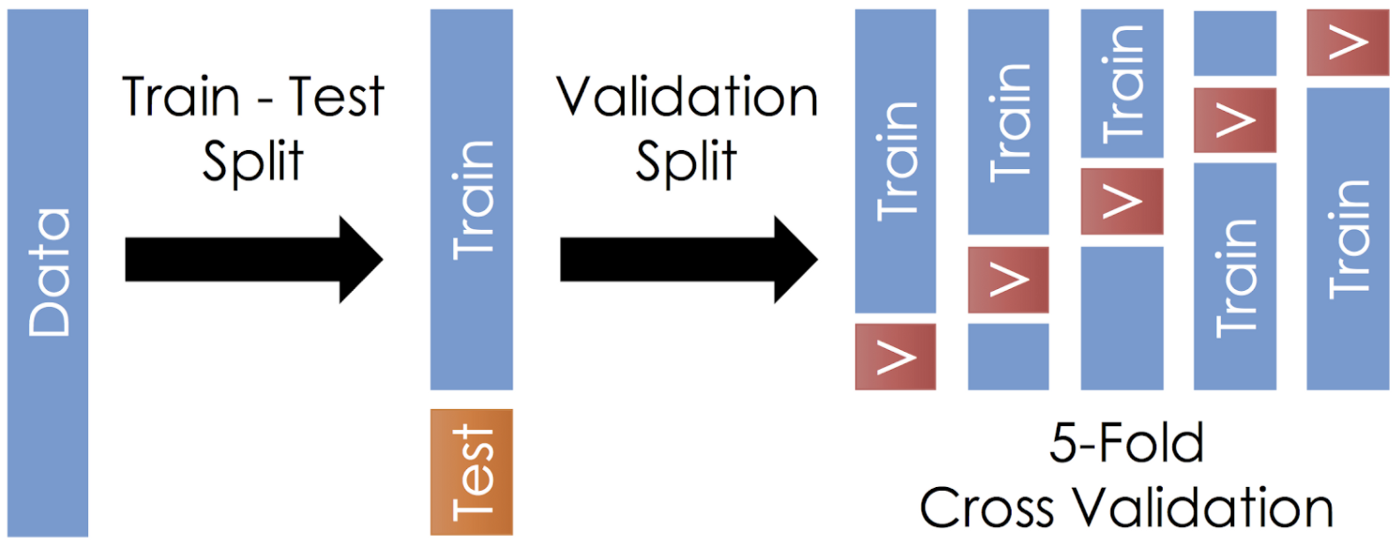 Data
Train - Test
Split
Train
Test
Validation
Split
Train
V
Train
V
Train
V
V
Train
V
Train
5-Fold
Cross Validation